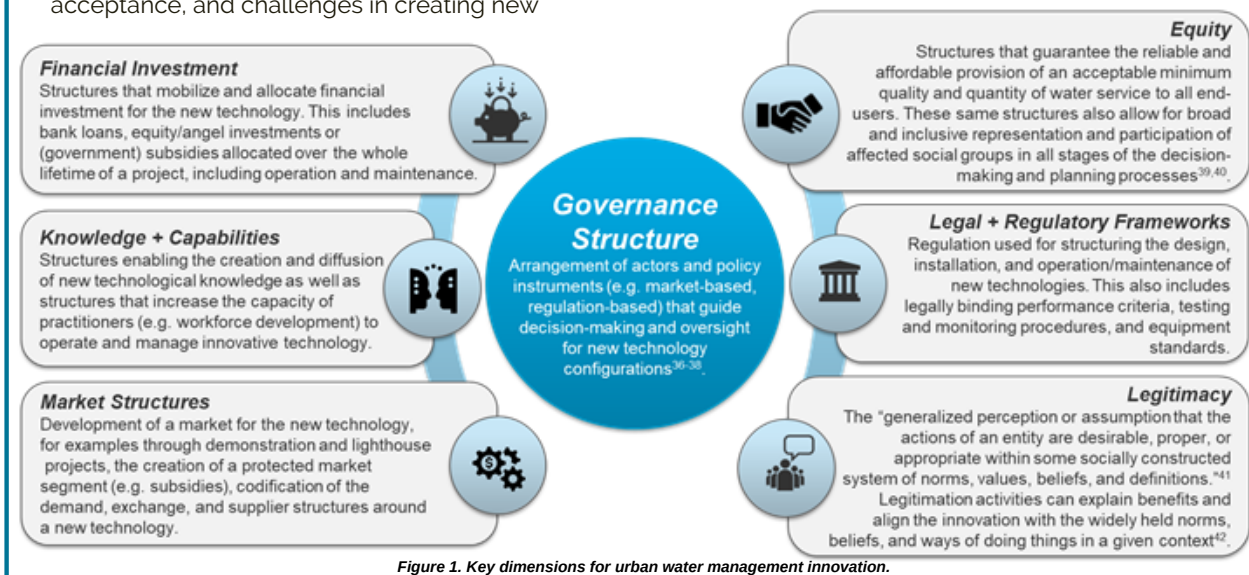 acceptance, and challenges in creating new
Financial Investment
Structures that mobilize and allocate financial
investment for the new technology. This includes
bank loans, equity/angel investments or
(government) subsidies allocated over the whole
lifetime of a project, including operation and maintenance.
Knowledge + Capabilities
Structures enabling the creation and diffusion
of new technological knowledge as well as
structures that increase the capacity of
practitioners (e.g. workforce development) to
operate and manage innovative technology.
Market Structures
Development of a market for the new technology,
for examples through demonstration and lighthouse
projects, the creation of a protected market
segment (e.g. subsidies), codification of the
demand, exchange, and supplier structures around
a new technology.
Governance
Structure
Arrangement of actors and policy
instruments (e.g. market-based,
regulation-based) that guide
decision-making and oversight
for new technology
configurations36-38.
Equity
Structures that guarantee the reliable and
affordable provision of an acceptable minimum
quality and quantity of water service to all end-
users. These same structures also allow for broad
and inclusive representation and participation of
affected social groups in all stages of the decision-
making and planning processes39,40.
Legal + Regulatory Frameworks
Regulation used for structuring the design,
installation, and operation/maintenance of
new technologies. This also includes
legally binding performance criteria, testing
and monitoring procedures, and equipment
standards.
Legitimacy
The "generalized perception or assumption that the
actions of an entity are desirable, proper, or
appropriate within some socially constructed
system of norms, values, beliefs, and definitions."41
Legitimation activities can explain benefits and
align the innovation with the widely held norms,
beliefs, and ways of doing things in a given context42.
$
Figure 1. Key dimensions for urban water management innovation.